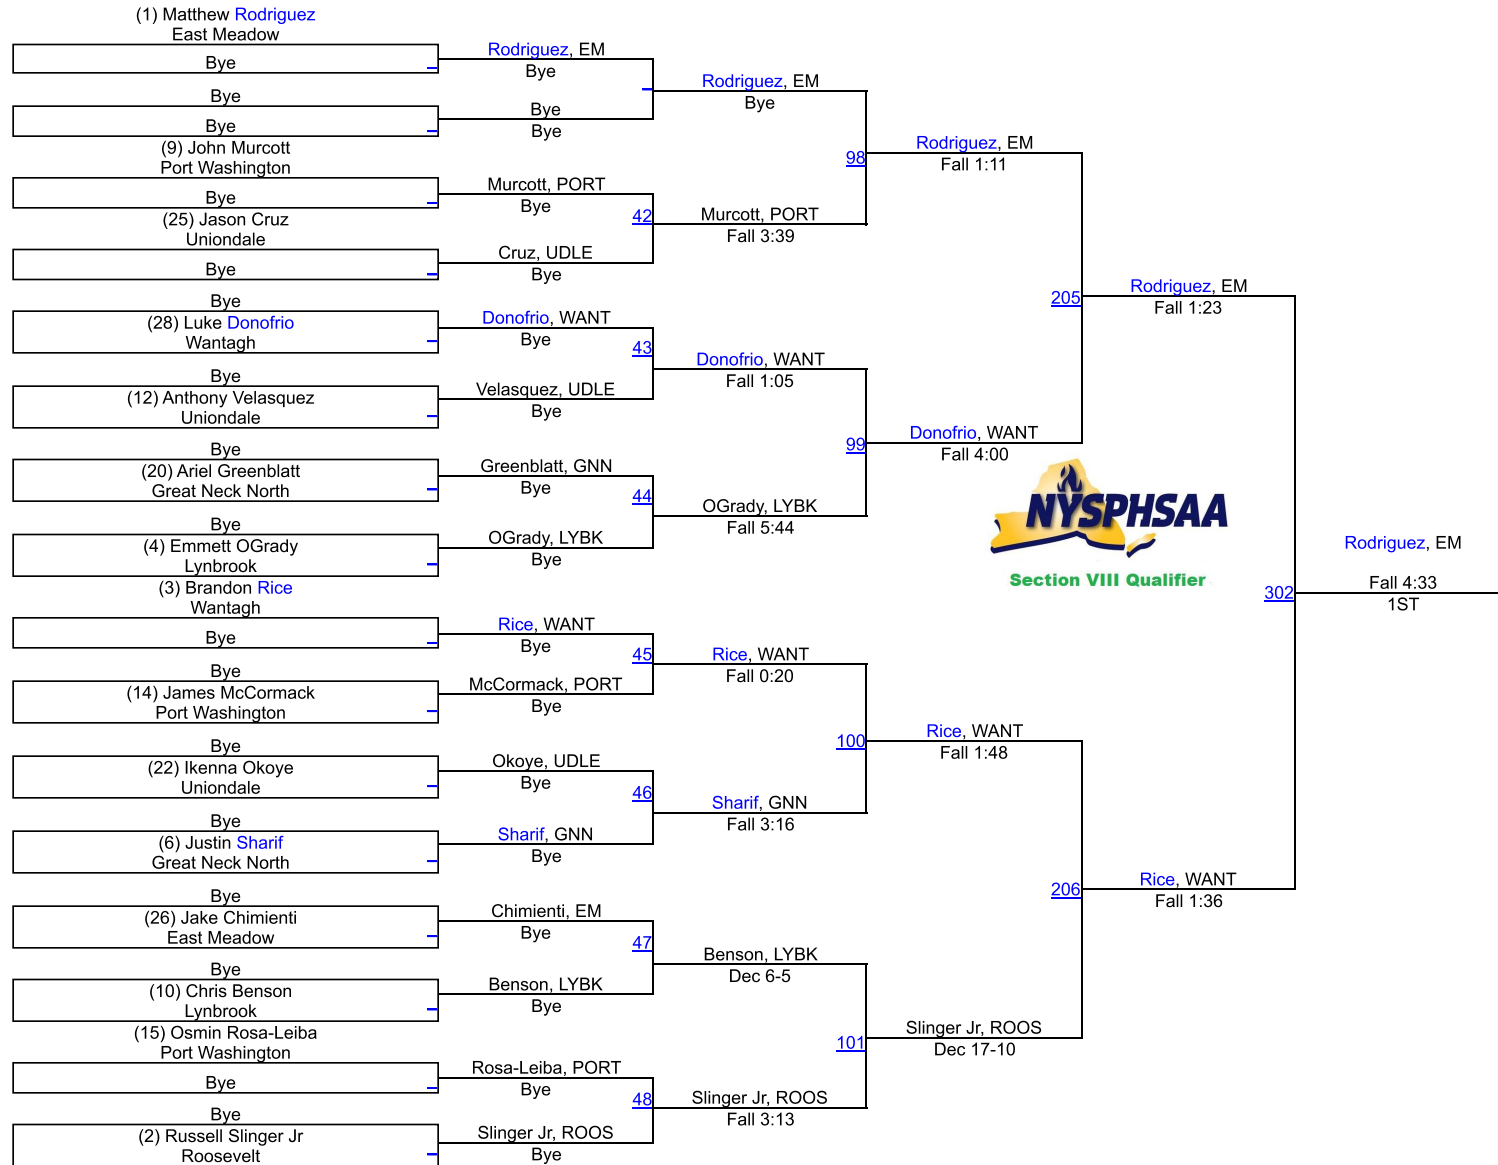 (1) Matthew Rodriguez
East Meadow
Bye
Bye
Bye
(9) John Murcott
Port Washington
Bye
(25) Jason Cruz
Uniondale
Bye
Bye
(28) Luke Donofrio
Wantagh
Bye
(12) Anthony Velasquez
Uniondale
Bye
(20) Ariel Greenblatt
Great Neck North
Bye
(4) Emmett OGrady
Lynbrook
(3) Brandon Rice
Wantagh
Bye
Bye
(14) James McCormack
Port Washington
Bye
(22) Ikenna Okoye
Uniondale
Bye
(6) Justin Sharif
Great Neck North
Bye
(26) Jake Chimienti
East Meadow
Bye
(10) Chris Benson
Lynbrook
(15) Osmin Rosa-Leiba
Port Washington
Bye
Bye
(2) Russell Slinger Jr
Roosevelt
Rodriguez, EM
Bye
Bye
Bye
Murcott, PORT
Bye
42
Cruz, UDLE
Bye
Donofrio, WANT
Bye
43
Velasquez, UDLE
Bye
Greenblatt, GNN
Bye
44
OGrady, LYBK
Bye
Rice, WANT
Bye
45
McCormack, PORT
Bye
Okoye, UDLE
Bye
46
Sharif, GNN
Bye
Chimienti, EM
Bye
47
Benson, LYBK
Bye
Rosa-Leiba, PORT
Bye
48
Slinger Jr, ROOS
Bye
Rodriguez, EM
Bye
98
Murcott, PORT
Fall 3:39
Donofrio, WANT
Fall 1:05
99
OGrady, LYBK
Fall 5:44
Rice, WANT
Fall 0:20
100
Sharif, GNN
Fall 3:16
Benson, LYBK
Dec 6-5
101
Slinger Jr, ROOS
Fall 3:13
Rodriguez, EM
Fall 1:11
205
Donofrio, WANT
Fall 4:00
Rice, WANT
Fall 1:48
206
Slinger Jr, ROOS
Dec 17-10
Rodriguez, EM
Fall 1:23
NYSPHSAA
Section VIII Qualifier
302
Rice, WANT
Fall 1:36
Rodriguez, EM
Fall 4:33
1ST